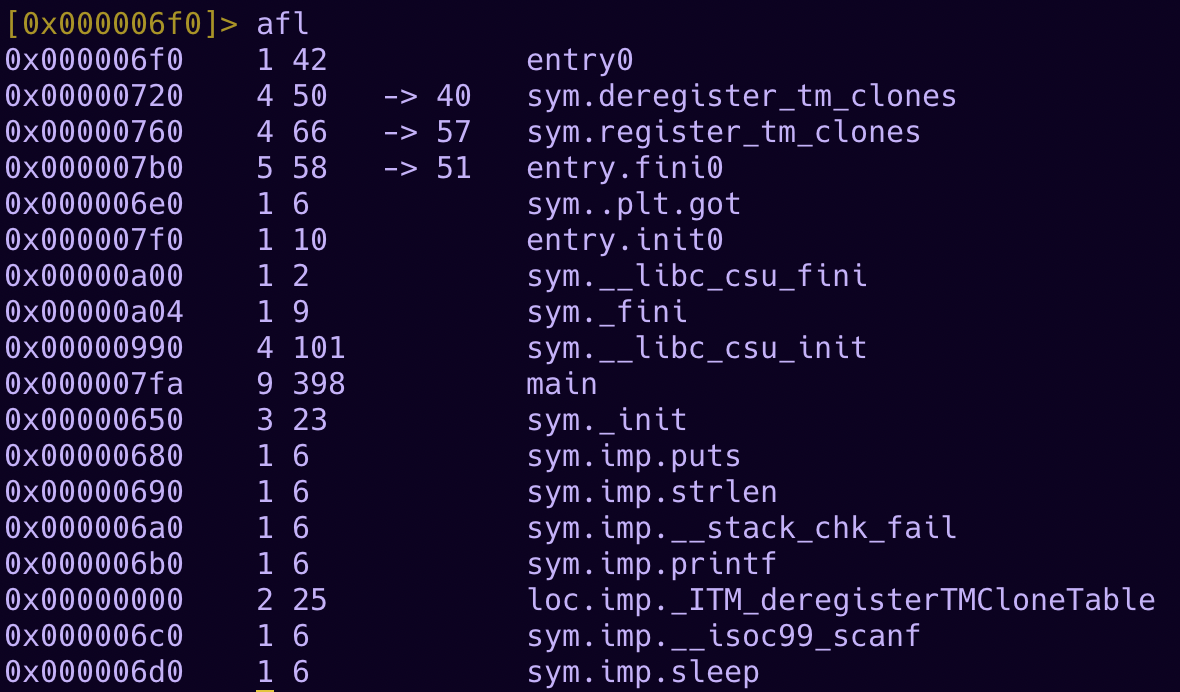 [0x000006f0]> afl
0x000006f0    1 42           entry0
0x00000720    4 50   -> 40   sym.deregister_tm_clones
0x00000760    4 66   -> 57   sym.register_tm_clones
0x000007b0    5 58   -> 51   entry.fini0
0x000006e0    1 6            sym..plt.got
0x000007f0    1 10           entry.init0
0x00000a00    1 2            sym.__libc_csu_fini
0x00000a04    1 9            sym._fini
0x00000990    4 101          sym.__libc_csu_init
0x000007fa    9 398          main
0x00000650    3 23           sym._init
0x00000680    1 6            sym.imp.puts
0x00000690    1 6            sym.imp.strlen
0x000006a0    1 6            sym.imp.__stack_chk_fail
0x000006b0    1 6            sym.imp.printf
0x00000000    2 25           loc.imp._ITM_deregisterTMCloneTable
0x000006c0    1 6            sym.imp.__isoc99_scanf
0x000006d0    1 6            sym.imp.sleep